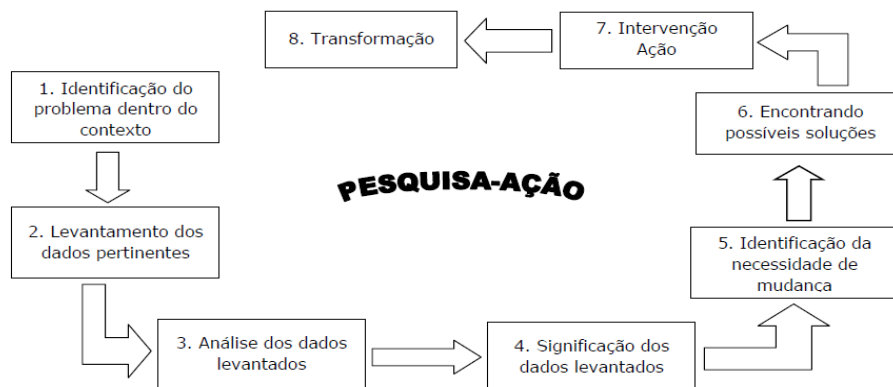 1. Identificação do
problema dentro do
contexto
2. Levantamento dos
dados pertinentes
3. Análise dos dados
levantados
4. Significação dos
dados levantados
5. Identificação da
necessidade de
mudança
6. Encontrando
possíveis soluções
7. Intervenção
Ação
8. Transformação
PESQUISA-AÇÃO